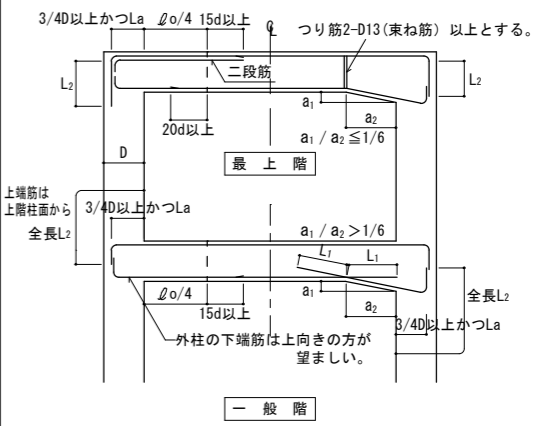 3/4D以上かつLa
ℓo/4
15d以上
℄
つり筋2-D13(束ね筋) 以上とする。
L₂
二段筋
L₂
a₁
a₂
20d以上
a₁ / a₂ ≦1/6
D
最 上 階
上端筋は
上階柱面から
3/4D以上かつLa
全長L₂
a₁ / a₂ >1/6
L₁
L₁
ℓo/4
a₁
a₂
全長L₂
15d以上
3/4D以上かつLa
外柱の下端筋は上向きの方が
望ましい。
一 般 階